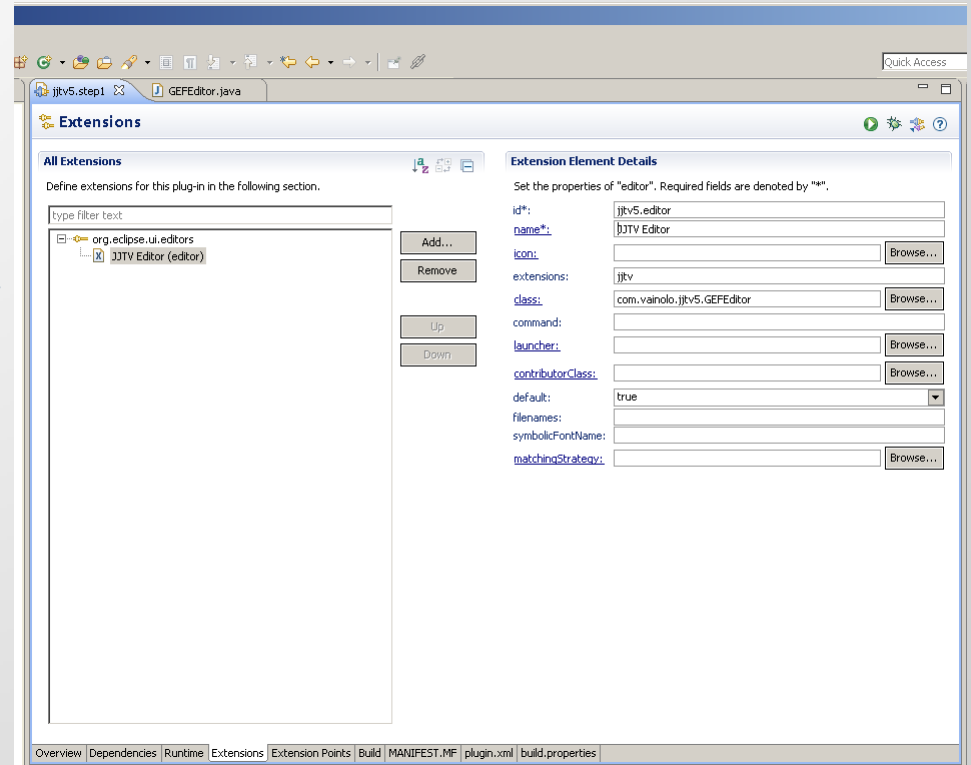 Quick Access
jjtv5.step1 GEFEditor.java
Extensions
All Extensions
Define extensions for this plug-in in the following section.
type filter text
org.eclipse.ui.editors
JJTV Editor (editor)
Add...
Remove
Up
Down
Extension Element Details
Set the properties of "editor". Required fields are denoted by "*".
id*: jjtv5.editor
name*: JJTV Editor
icon: Browse...
extensions: jjtv
class: com.vainolo.jjtv5.GEFEditor Browse...
command:
launcher: Browse...
contributorClass: Browse...
default: true
filenames:
symbolicFontName:
matchingStrategy: Browse...
Overview Dependencies Runtime Extensions Extension Points Build MANIFEST.MF plugin.xml build.properties